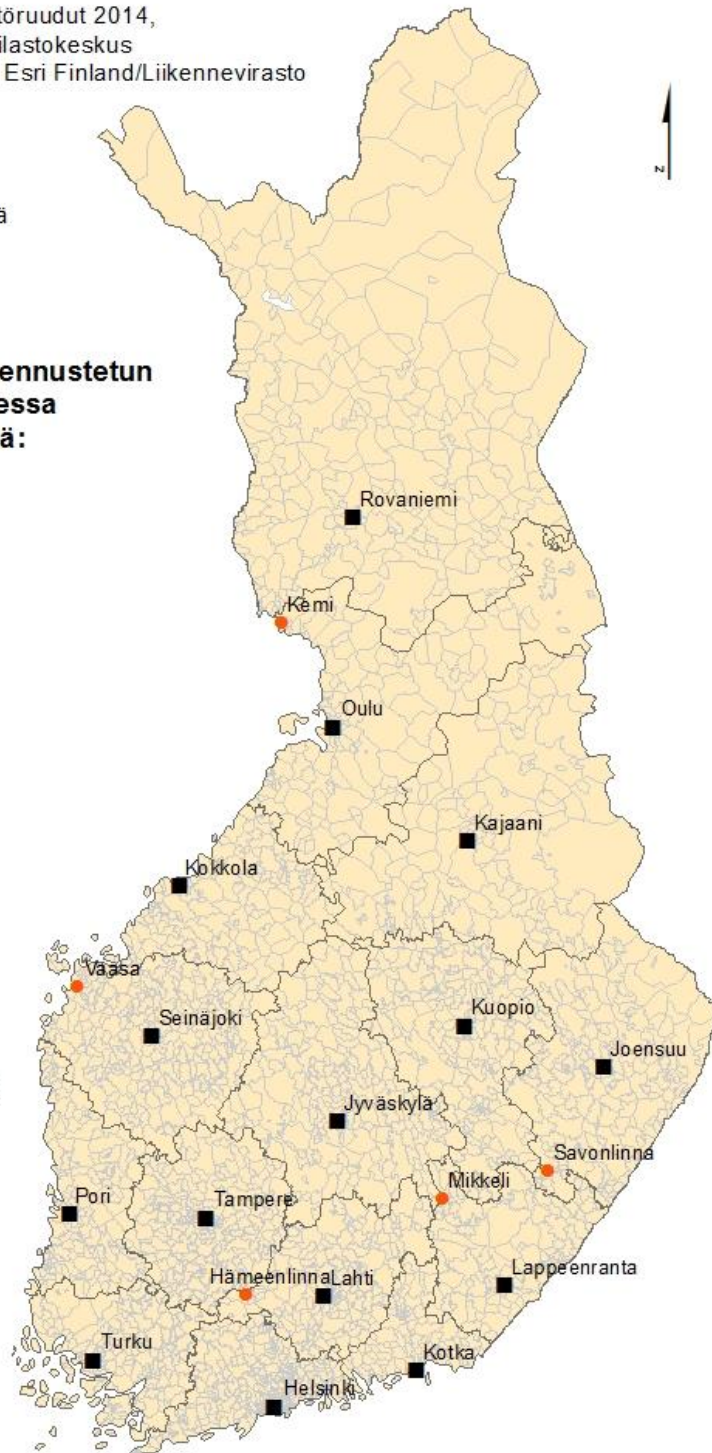 töruudut 2014,
ilastokeskus
Esri Finland/Liikennevirasto
N
ä
ennustetun
essa
ä:
Rovaniemi
Kemi
Oulu
Kajaani
Kokkola
Vaasa
Seinäjoki
Kuopio
Joensuu
Jyväskylä
Savonlinna
Mikkeli
Pori
Tampere
Hämeenlinna
Lahti
Lappeenranta
Turku
Kotka
Helsinki